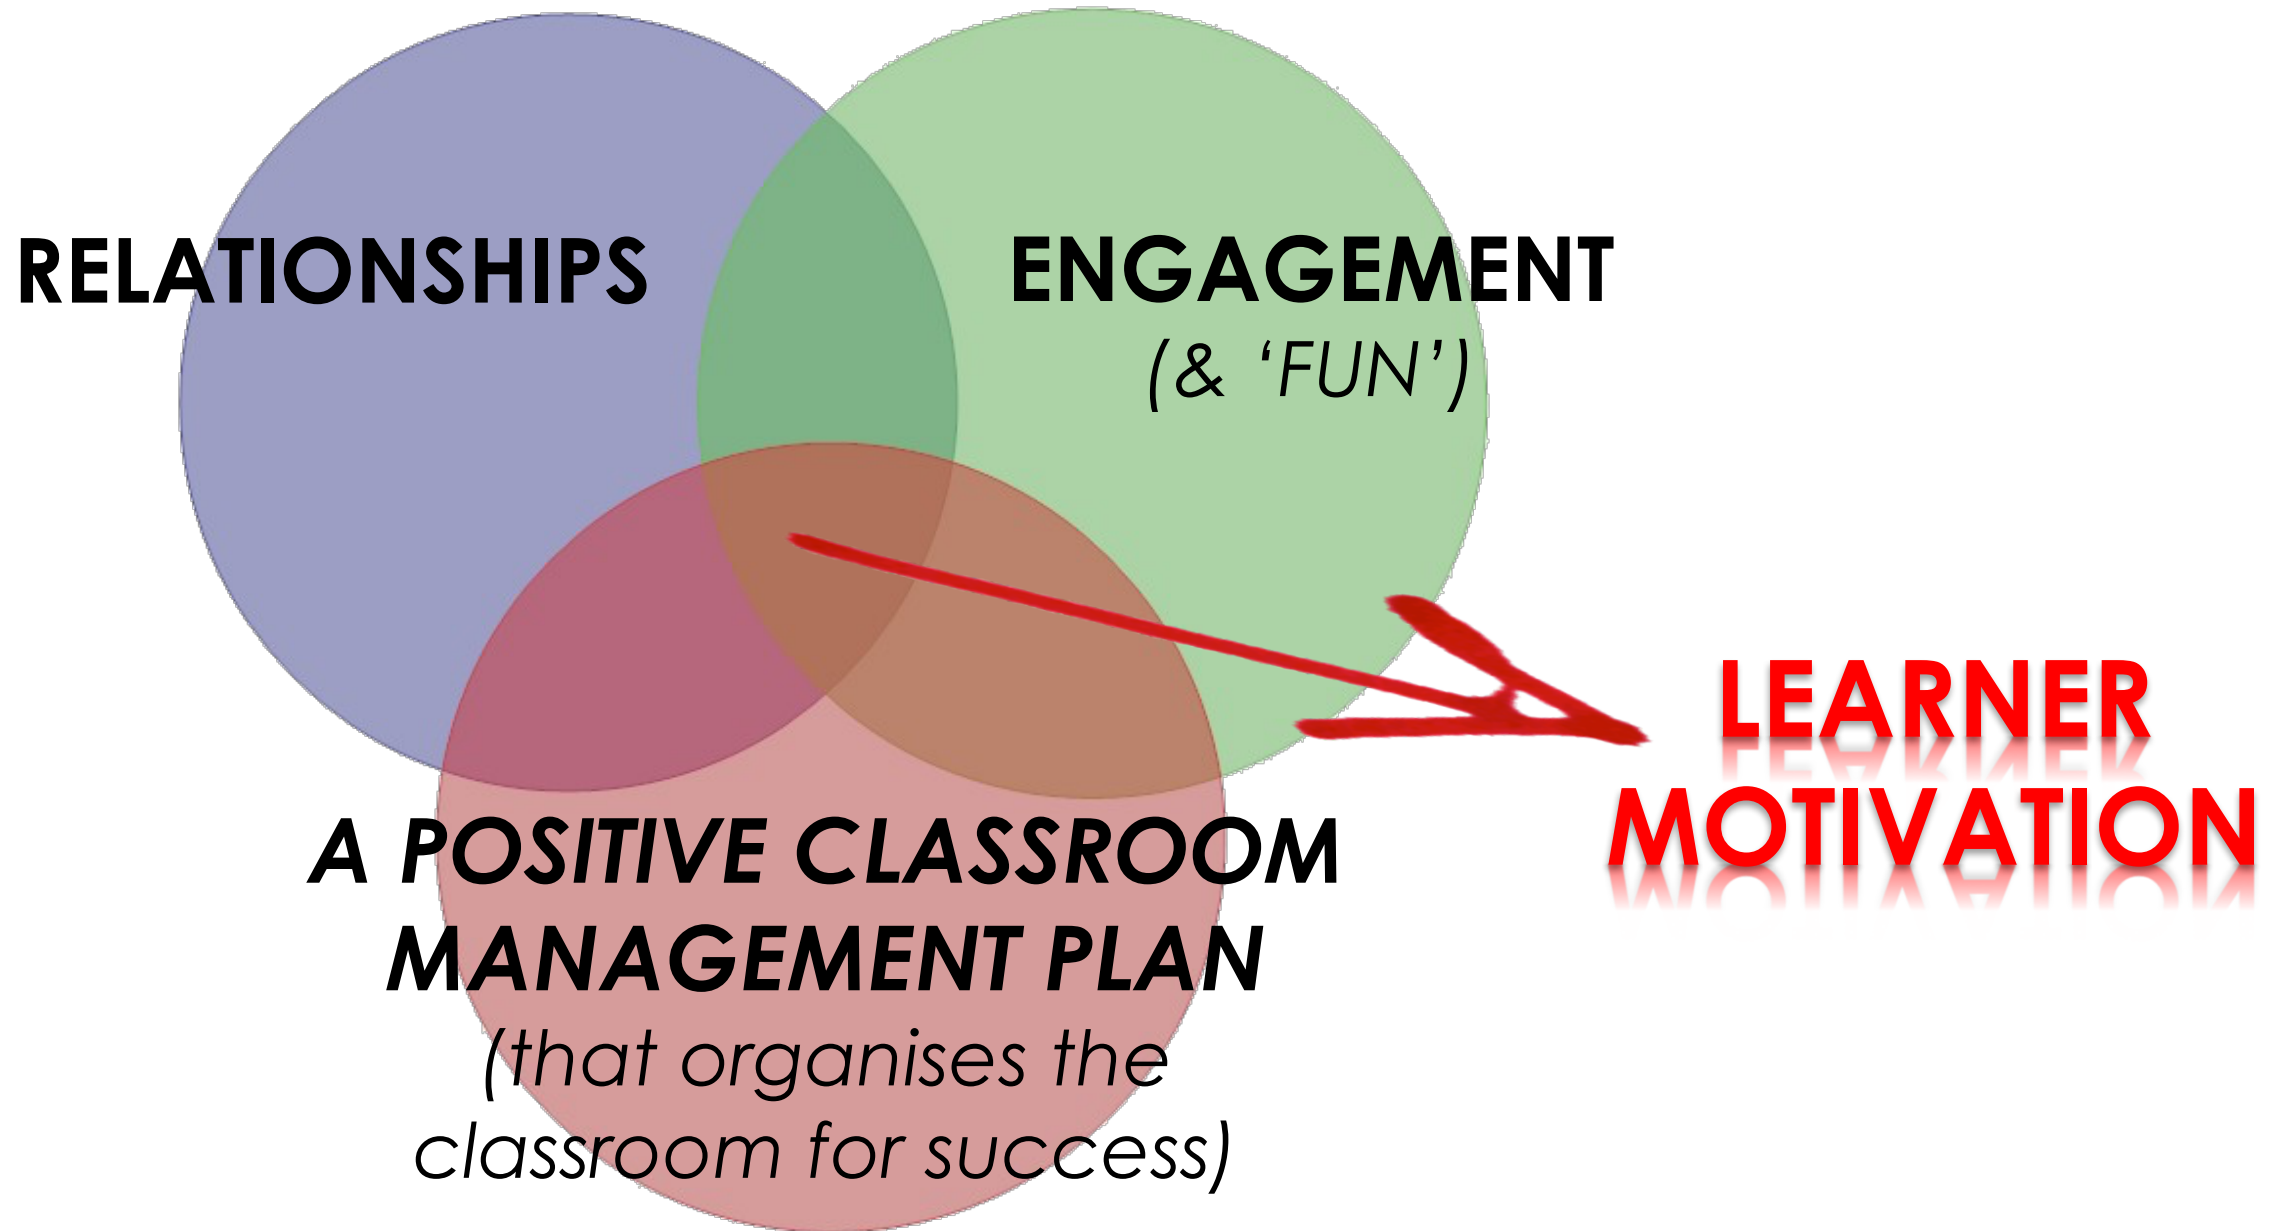 RELATIONSHIPS
ENGAGEMENT
(& ‘FUN’)
LEARNER
MOTIVATION
A POSITIVE CLASSROOM
MANAGEMENT PLAN
(that organises the
classroom for success)